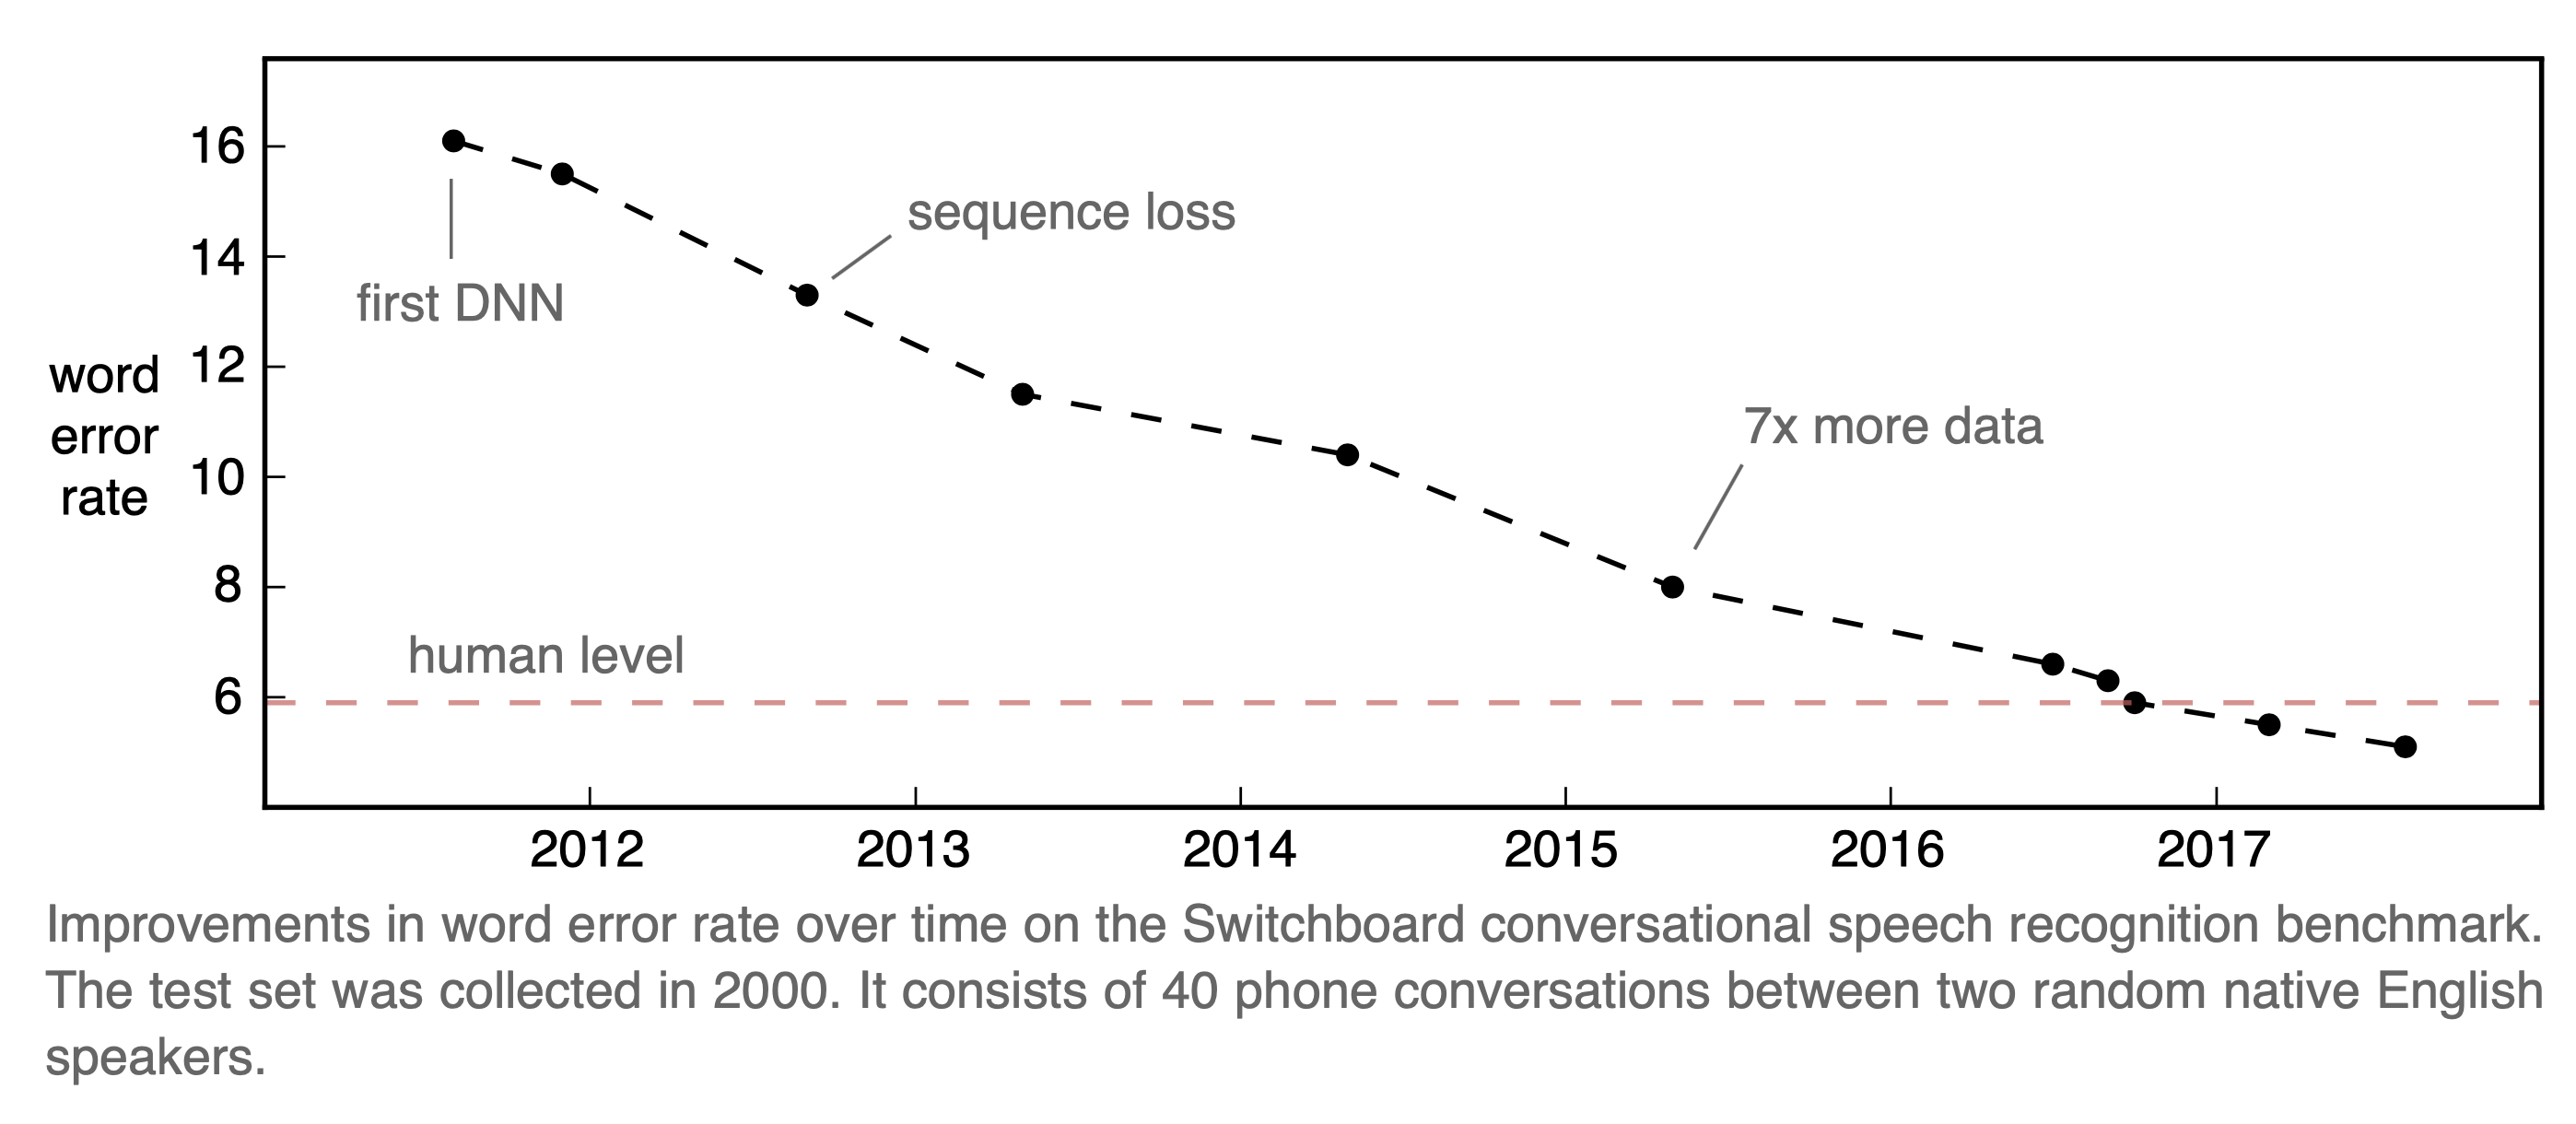 16
sequence loss
14
first DNN
word
error
rate
12
7x more data
10
8
human level
6
2012 2013 2014 2015 2016 2017
Improvements in word error rate over time on the Switchboard conversational speech recognition benchmark.
The test set was collected in 2000. It consists of 40 phone conversations between two random native English
speakers.